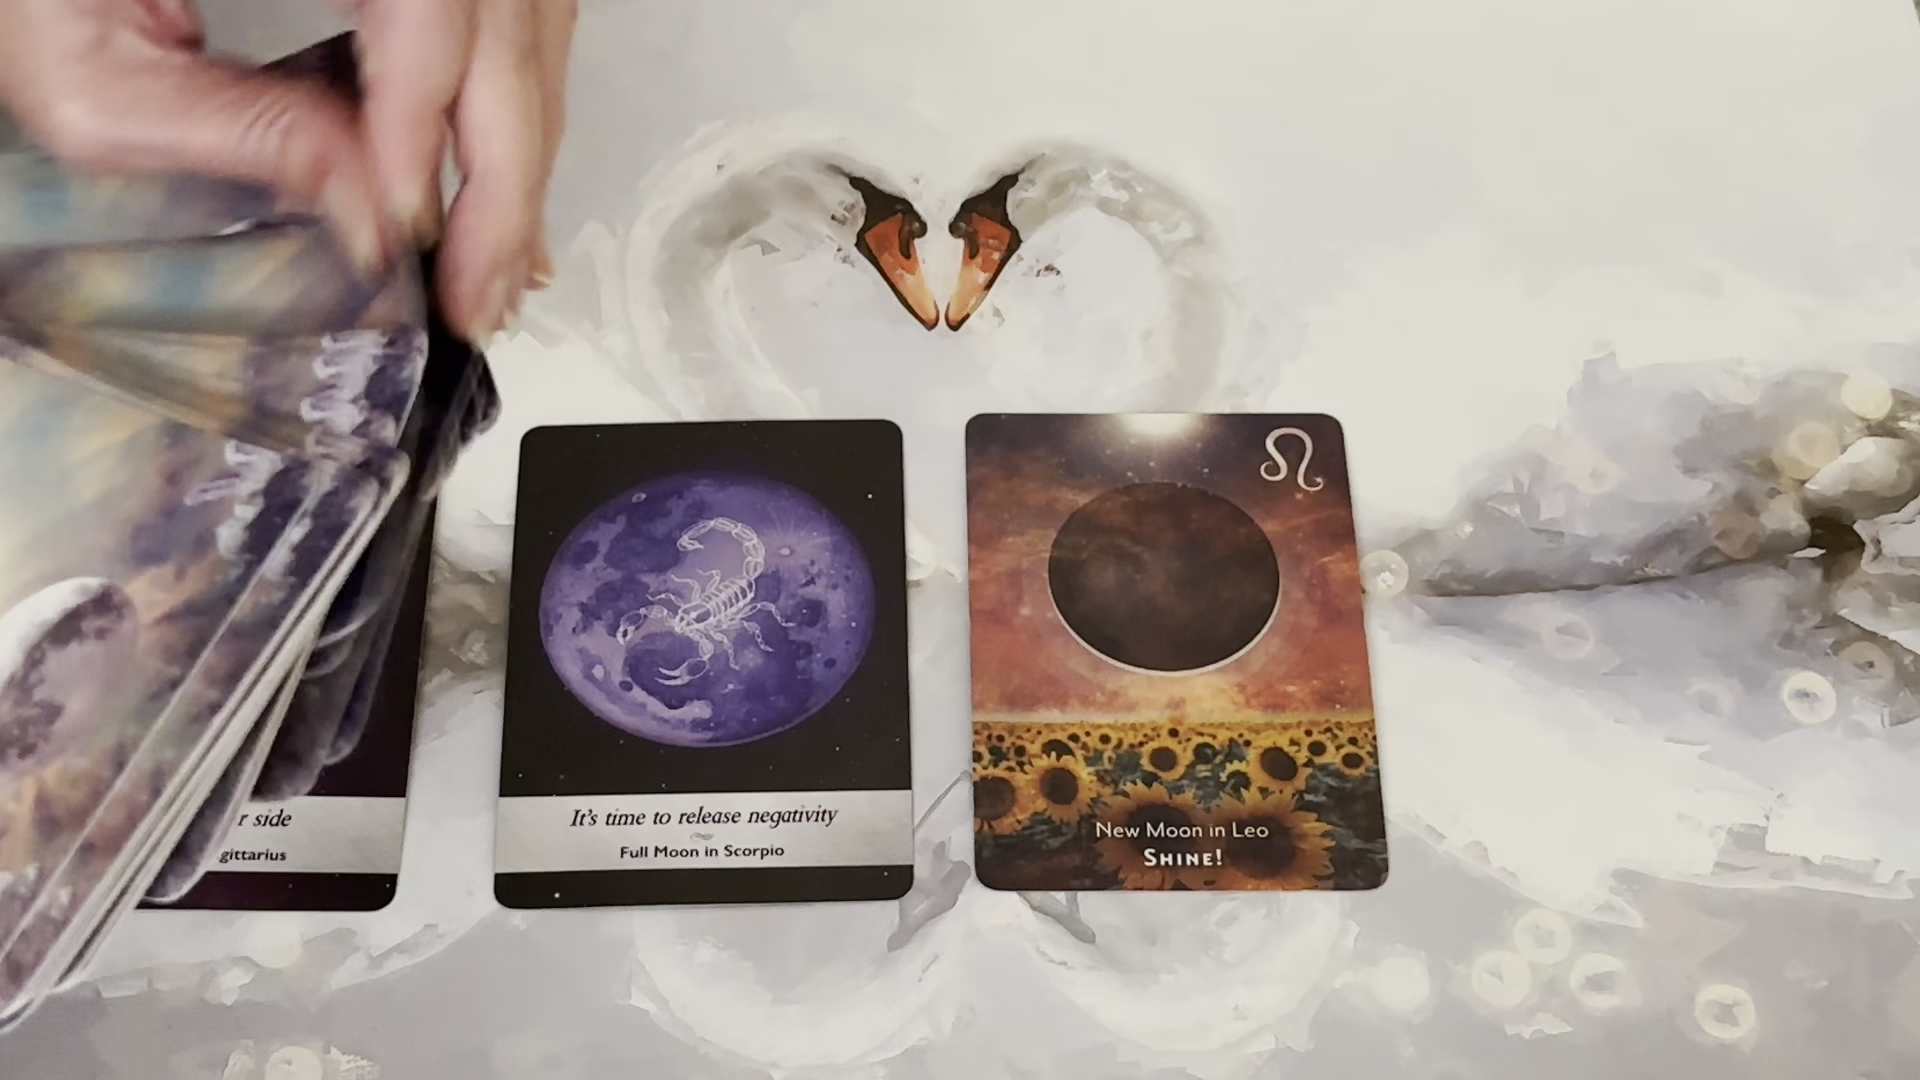 r side
gittarius
It's time to release negativity
Full Moon in Scorpio
New Moon in Leo
SHINE!